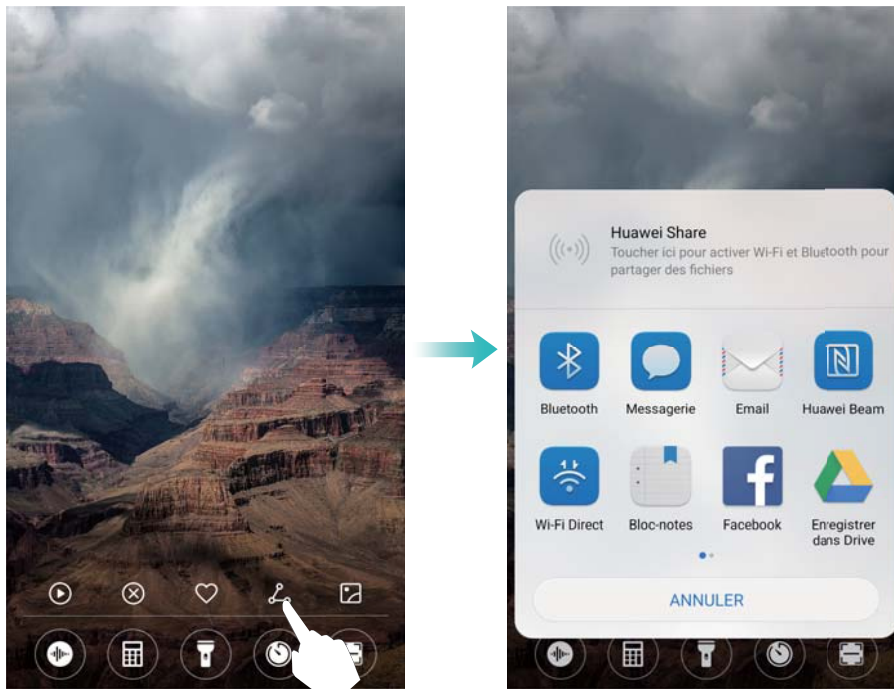 Huawei Share
Toucher ici pour activer Wi-Fi et Bluetooth pour
partager des fichiers
Bluetooth
Messagerie
Email
Huawei Beam
Wi-Fi Direct
Bloc-notes
Facebook
Enregistrer
dans Drive
ANNULER